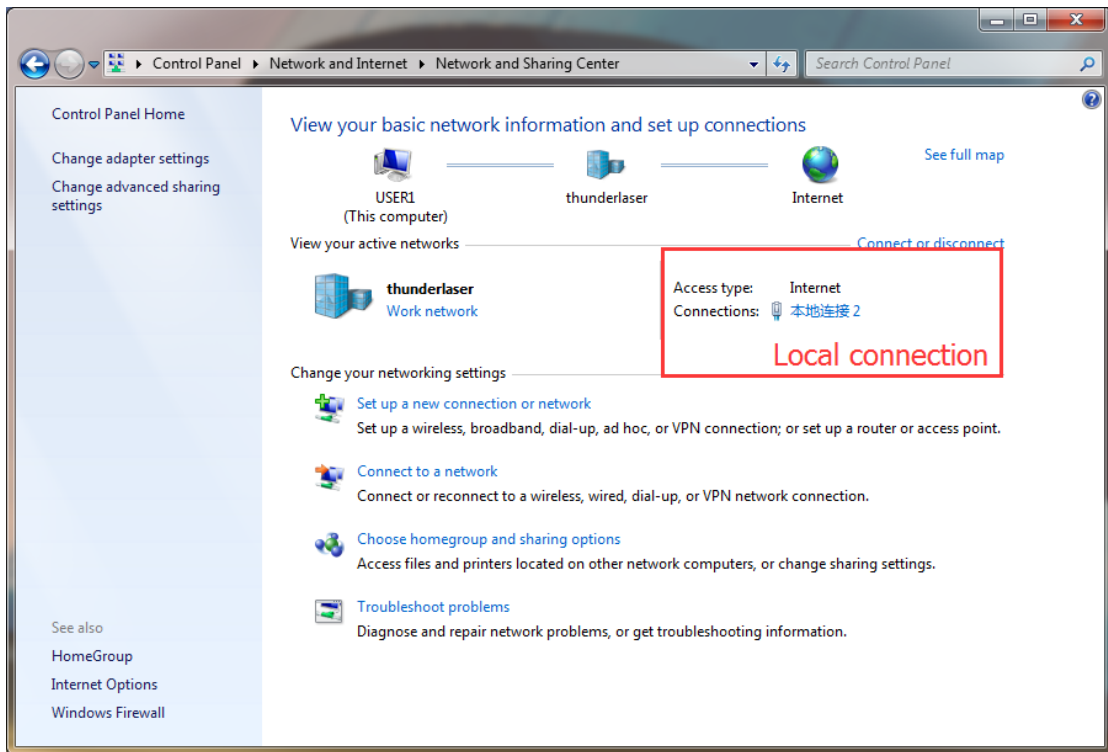 Control Panel ▸ Network and Internet ▸ Network and Sharing Center
Search Control Panel
Control Panel Home
Change adapter settings
Change advanced sharing
settings
See also
HomeGroup
Internet Options
Windows Firewall
View your basic network information and set up connections
See full map
USER1
(This computer)
thunderlaser
Internet
View your active networks
Connect or disconnect
thunderlaser
Work network
Access type: Internet
Connections: 本地连接 2
Local connection
Change your networking settings
Set up a new connection or network
Set up a wireless, broadband, dial-up, ad hoc, or VPN connection; or set up a router or access point.
Connect to a network
Connect or reconnect to a wireless, wired, dial-up, or VPN network connection.
Choose homegroup and sharing options
Access files and printers located on other network computers, or change sharing settings.
Troubleshoot problems
Diagnose and repair network problems, or get troubleshooting information.